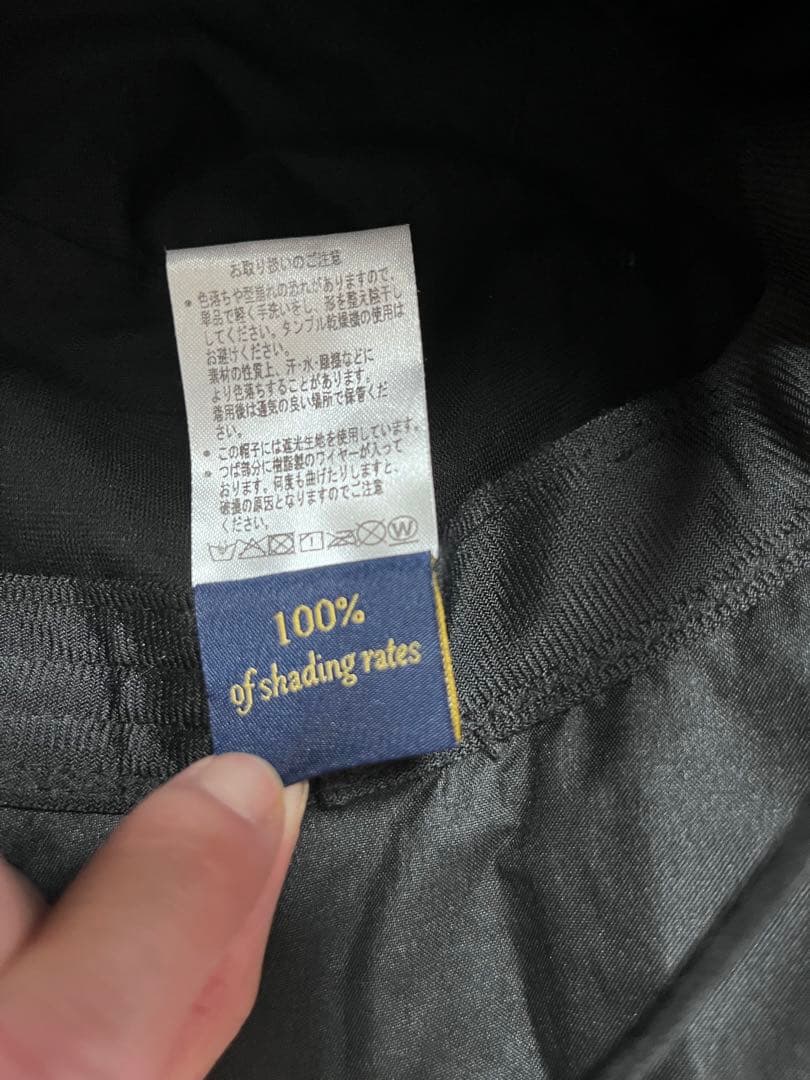 お取り扱いのご注意
• 色落ちや型崩れの恐れがありますので、
単品で軽く手洗いをし、形を整え陰干し
してください。タンブル乾燥機の使用は
お避けください。
素材の性質上、汗・水・摩擦などに
より色落ちすることがあります。
着用後は通気の良い場所で保管くだ
さい。
• この帽子には遮光生地を使用しています。
• つば部分に樹脂製のワイヤーが入って
おります。何度も曲げたりしますと、
破損の原因となりますのでご注意
ください。
W
100%
of shading rates